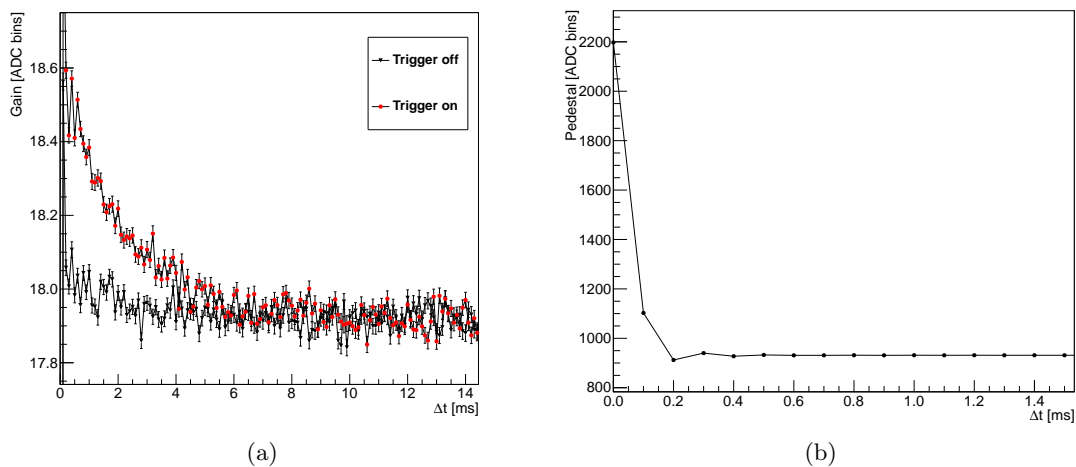 Gain [ADC bins]
18.6
18.4
18.2
18.0
17.8
0 2 4 6 8 10 12 14
Δt [ms]
Trigger off
Trigger on
(a)
Pedestal [ADC bins]
2200
2000
1800
1600
1400
1200
1000
800
0.0 0.2 0.4 0.6 0.8 1.0 1.2 1.4
Δt [ms]
(b)